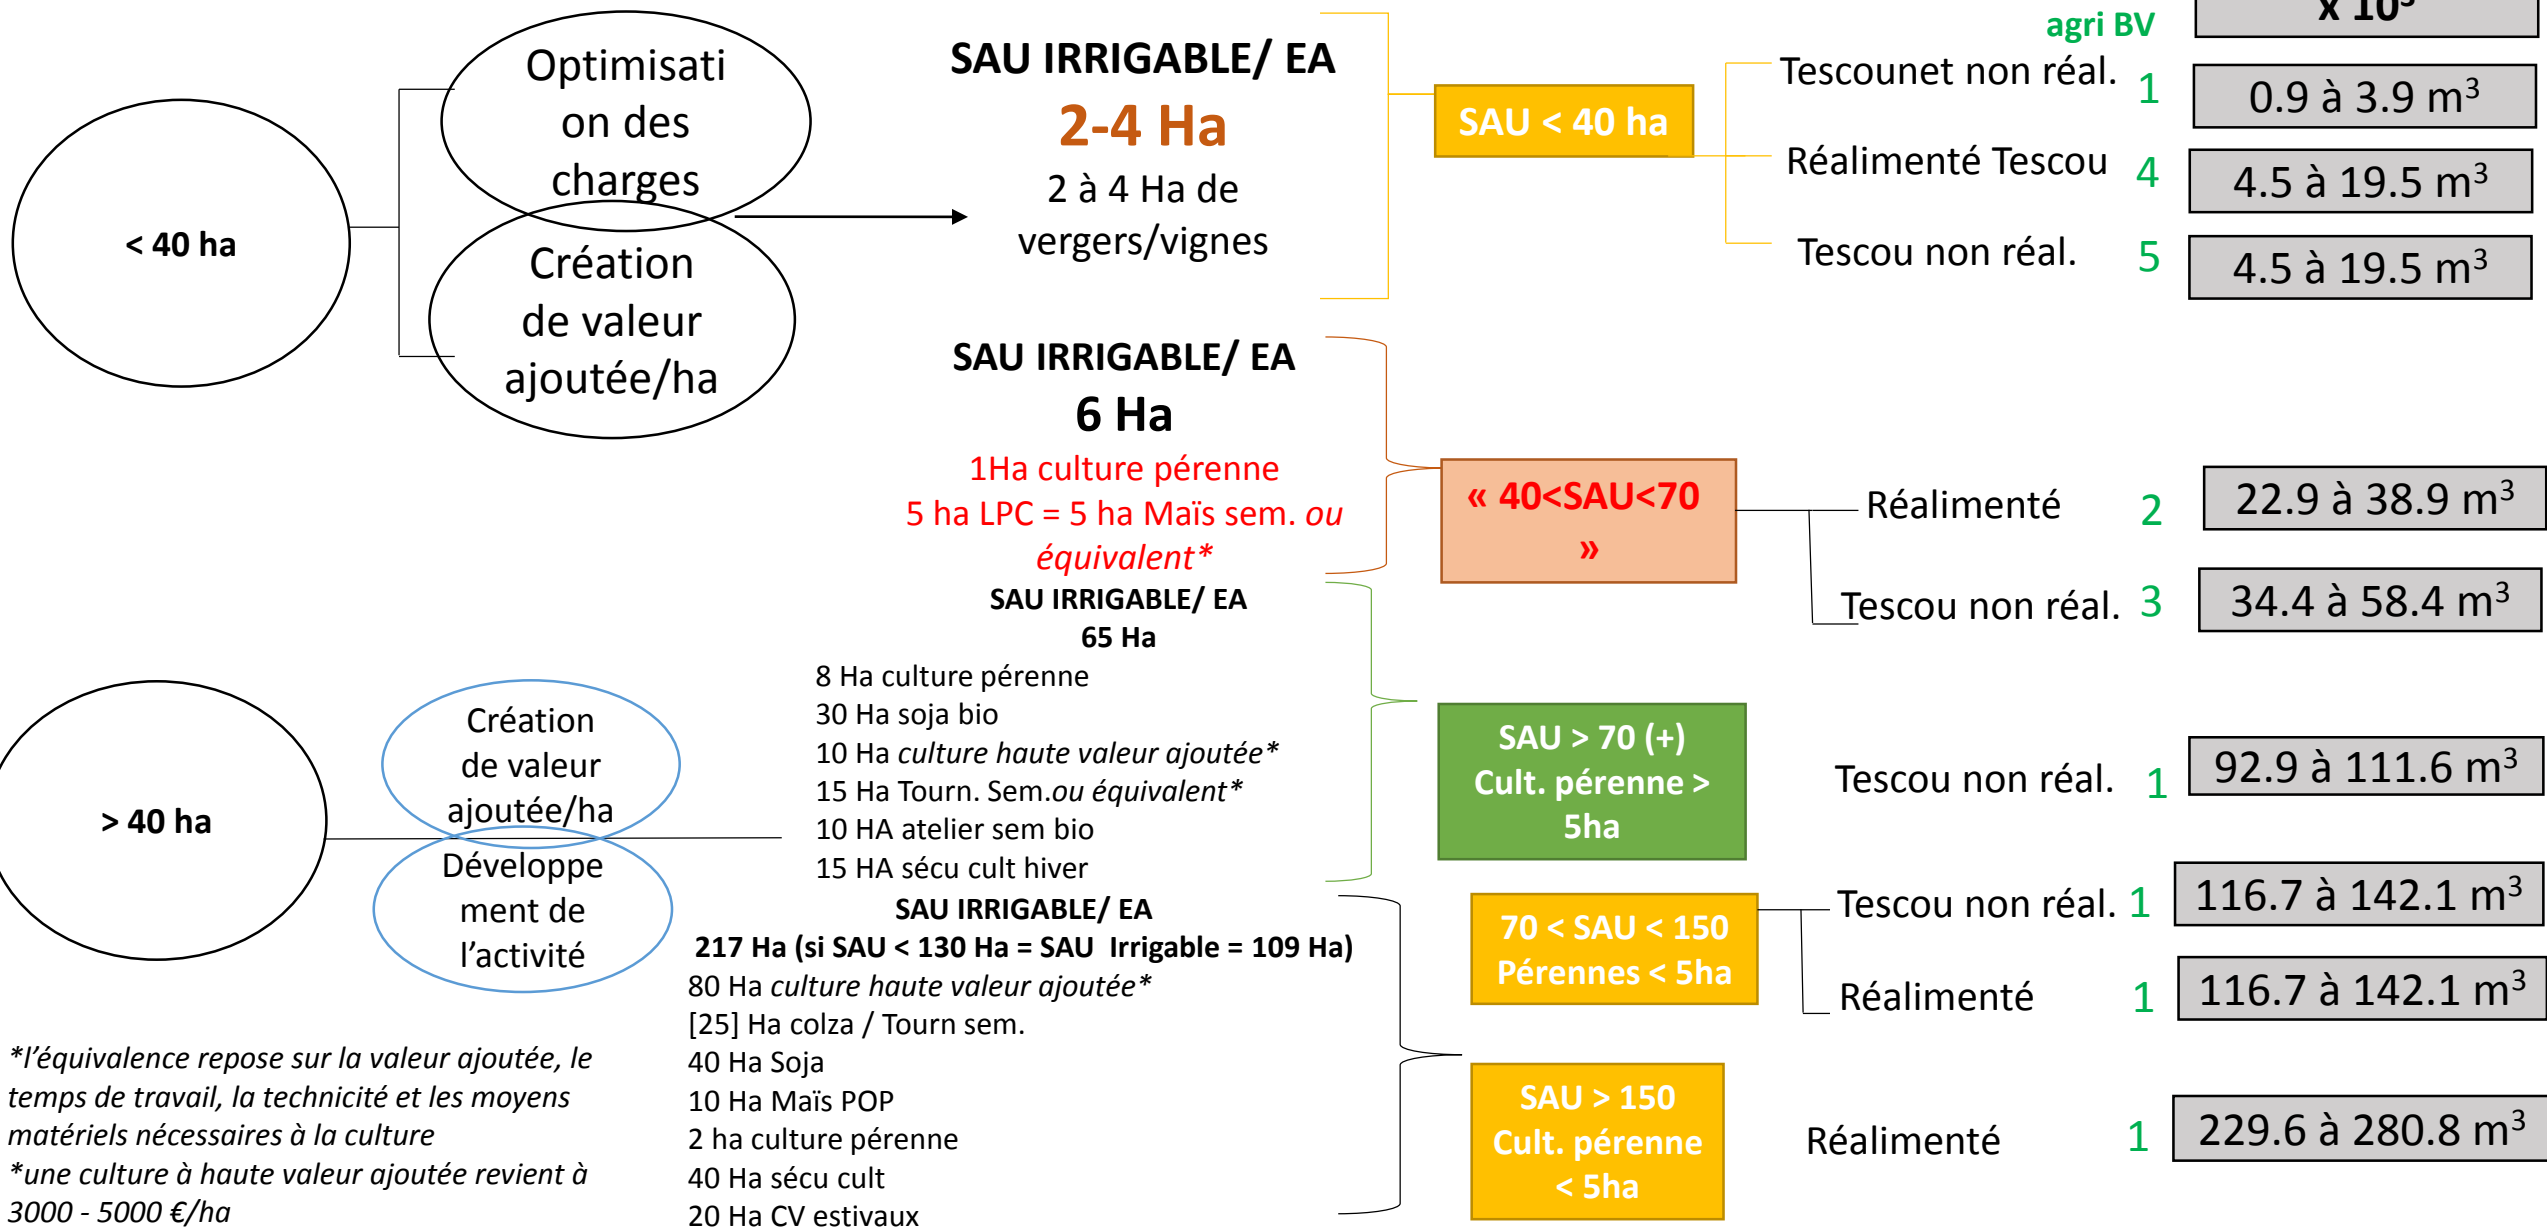 agri BV
x 10³
< 40 ha
Optimisati
on des
charges
Création
de valeur
ajoutée/ha
SAU IRRIGABLE/ EA
2-4 Ha
2 à 4 Ha de
vergers/vignes
SAU < 40 ha
Tescounet non réal. 1 0.9 à 3.9 m³
Réalimenté Tescou 4 4.5 à 19.5 m³
Tescou non réal. 5 4.5 à 19.5 m³
SAU IRRIGABLE/ EA
6 Ha
1Ha culture pérenne
5 ha LPC = 5 ha Maïs sem. ou
équivalent*
« 40<SAU<70
»
Réalimenté 2 22.9 à 38.9 m³
Tescou non réal. 3 34.4 à 58.4 m³
> 40 ha
Création
de valeur
ajoutée/ha
Développe
ment de
l'activité
SAU IRRIGABLE/ EA
65 Ha
8 Ha culture pérenne
30 Ha soja bio
10 Ha culture haute valeur ajoutée*
15 Ha Tourn. Sem.ou équivalent*
10 HA atelier sem bio
15 HA sécu cult hiver
SAU > 70 (+)
Cult. pérenne >
5ha
Tescou non réal. 1 92.9 à 111.6 m³
SAU IRRIGABLE/ EA
217 Ha (si SAU < 130 Ha = SAU Irrigable = 109 Ha)
80 Ha culture haute valeur ajoutée*
[25] Ha colza / Tourn sem.
40 Ha Soja
10 Ha Maïs POP
2 ha culture pérenne
40 Ha sécu cult
20 Ha CV estivaux
70 < SAU < 150
Pérennes < 5ha
Tescou non réal. 1 116.7 à 142.1 m³
Réalimenté 1 116.7 à 142.1 m³
SAU > 150
Cult. pérenne
< 5ha
Réalimenté 1 229.6 à 280.8 m³
*l'équivalence repose sur la valeur ajoutée, le
temps de travail, la technicité et les moyens
matériels nécessaires à la culture
*une culture à haute valeur ajoutée revient à
3000 - 5000 €/ha